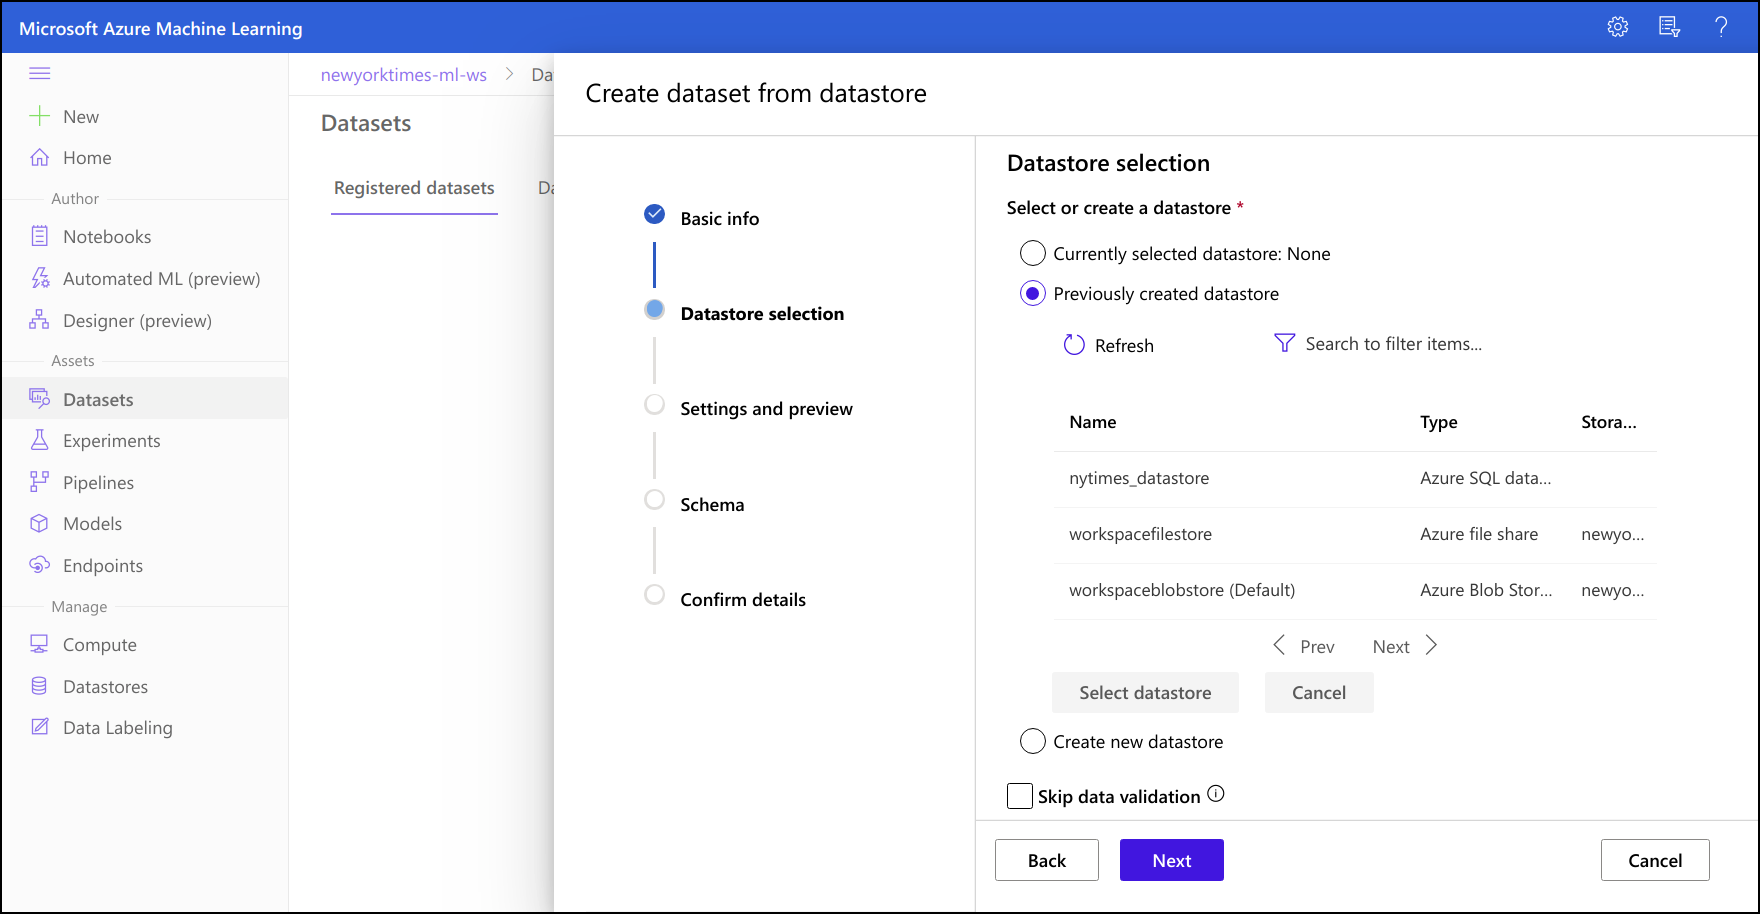 Microsoft Azure Machine Learning
newyorktimes-ml-ws > Da
Datasets
Registered datasets Da
New
Home
Author
Notebooks
Automated ML (preview)
Designer (preview)
Assets
Datasets
Experiments
Pipelines
Models
Endpoints
Manage
Compute
Datastores
Data Labeling
Create dataset from datastore
Basic info
Datastore selection
Settings and preview
Schema
Confirm details
Datastore selection
Select or create a datastore *
Currently selected datastore: None
Previously created datastore
Refresh Search to filter items...
Name Type Stora...
nytimes_datastore Azure SQL data...
workspacefilestore Azure file share newyo...
workspaceblobstore (Default) Azure Blob Stor... newyo...
Prev Next
Select datastore Cancel
Create new datastore
Skip data validation
Back Next Cancel